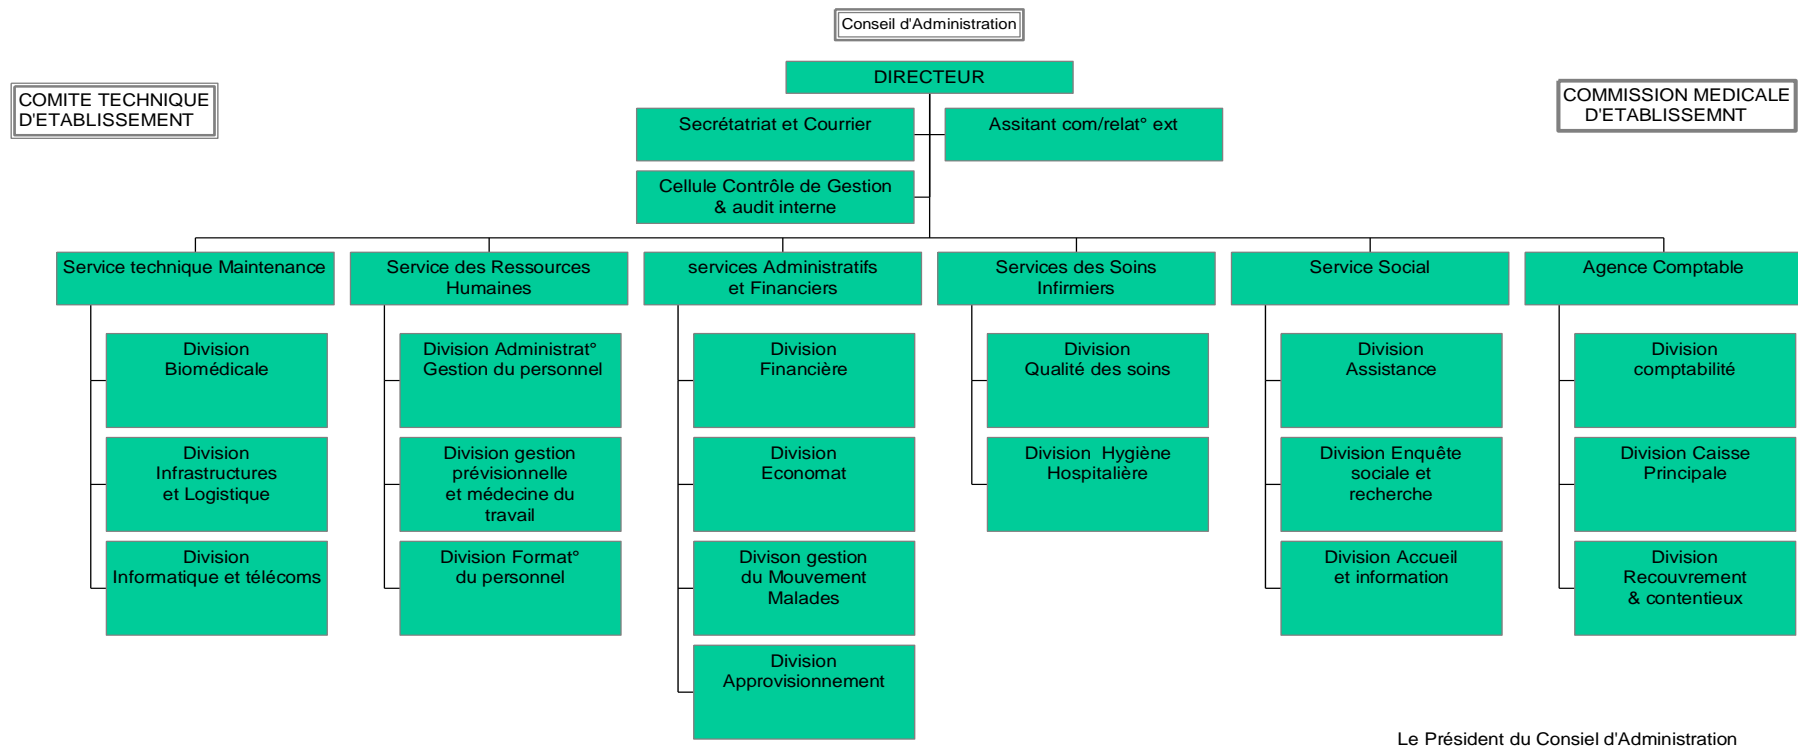 Conseil d'Administration
DIRECTEUR
COMITE TECHNIQUE
D'ETABLISSEMENT
COMMISSION MEDICALE
D'ETABLISSEMNT
Secrétatriat et Courrier
Assitant com/relat° ext
Cellule Contrôle de Gestion
& audit interne
Service technique Maintenance
Division
Biomédicale
Division
Infrastructures
et Logistique
Division
Informatique et télécoms
Service des Ressources
Humaines
Division Administrat°
Gestion du personnel
Division gestion
prévisionnelle
et médecine du
travail
Division Format°
du personnel
services Administratifs
et Financiers
Division
Financière
Division
Economat
Divison gestion
du Mouvement
Malades
Division
Approvisionnement
Services des Soins
Infirmiers
Division
Qualité des soins
Division Hygiène
Hospitalière
Service Social
Division
Assistance
Division Enquête
sociale et
recherche
Division Accueil
et information
Agence Comptable
Division
comptabilité
Division Caisse
Principale
Division
Recouvrement
& contentieux
Le Président du Consiel d'Administration